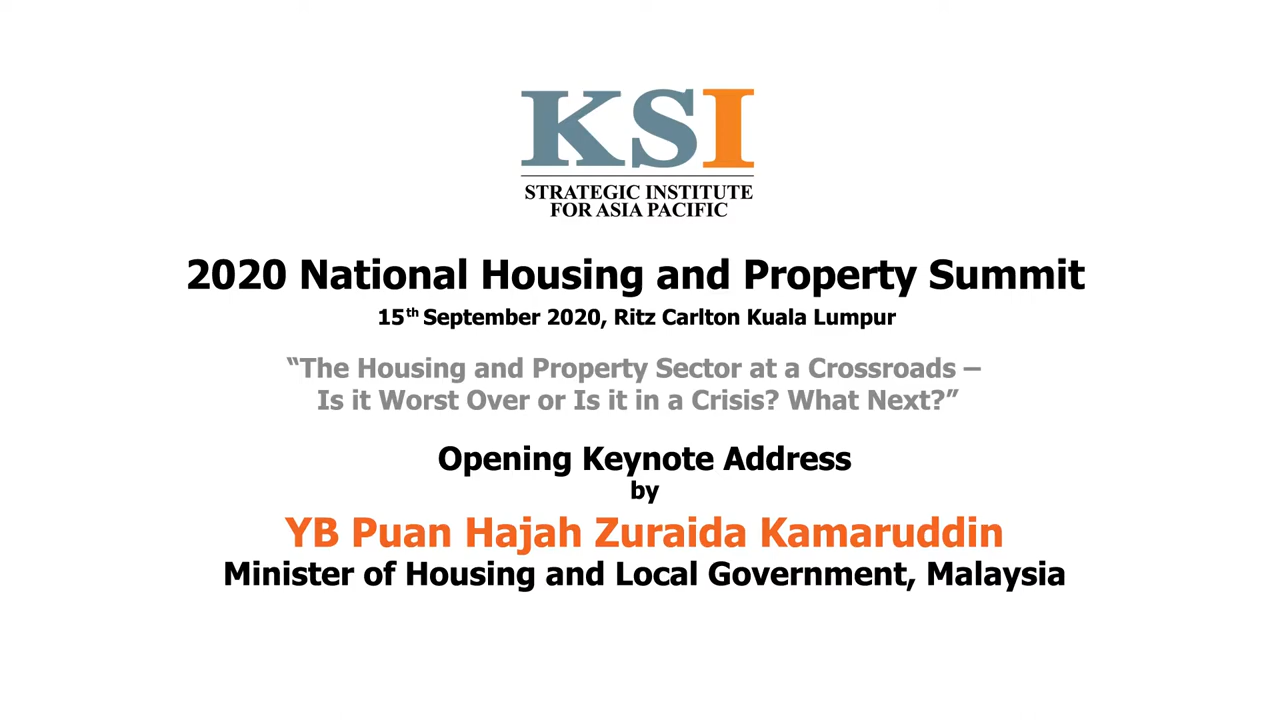 KSI
STRATEGIC INSTITUTE
FOR ASIA PACIFIC
2020 National Housing and Property Summit
15th September 2020, Ritz Carlton Kuala Lumpur
“The Housing and Property Sector at a Crossroads –
Is it Worst Over or Is it in a Crisis? What Next?”
Opening Keynote Address
by
YB Puan Hajah Zuraida Kamaruddin
Minister of Housing and Local Government, Malaysia